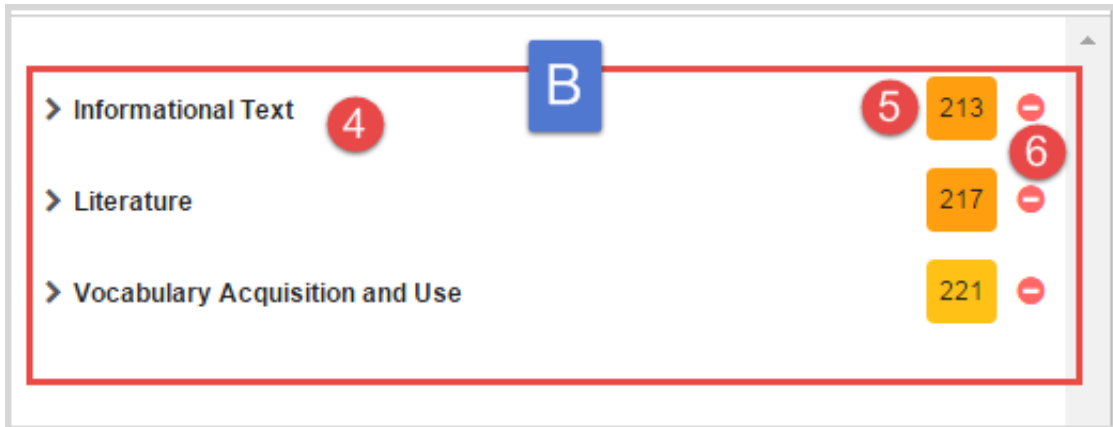 B
Informational Text 4 5 213
6
Literature 217
Vocabulary Acquisition and Use 221